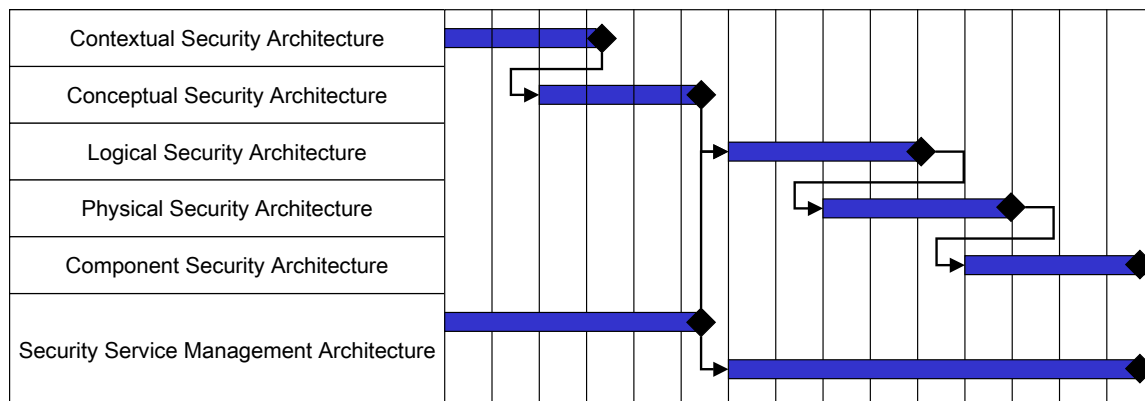 Contextual Security Architecture
Conceptual Security Architecture
Logical Security Architecture
Physical Security Architecture
Component Security Architecture
Security Service Management Architecture